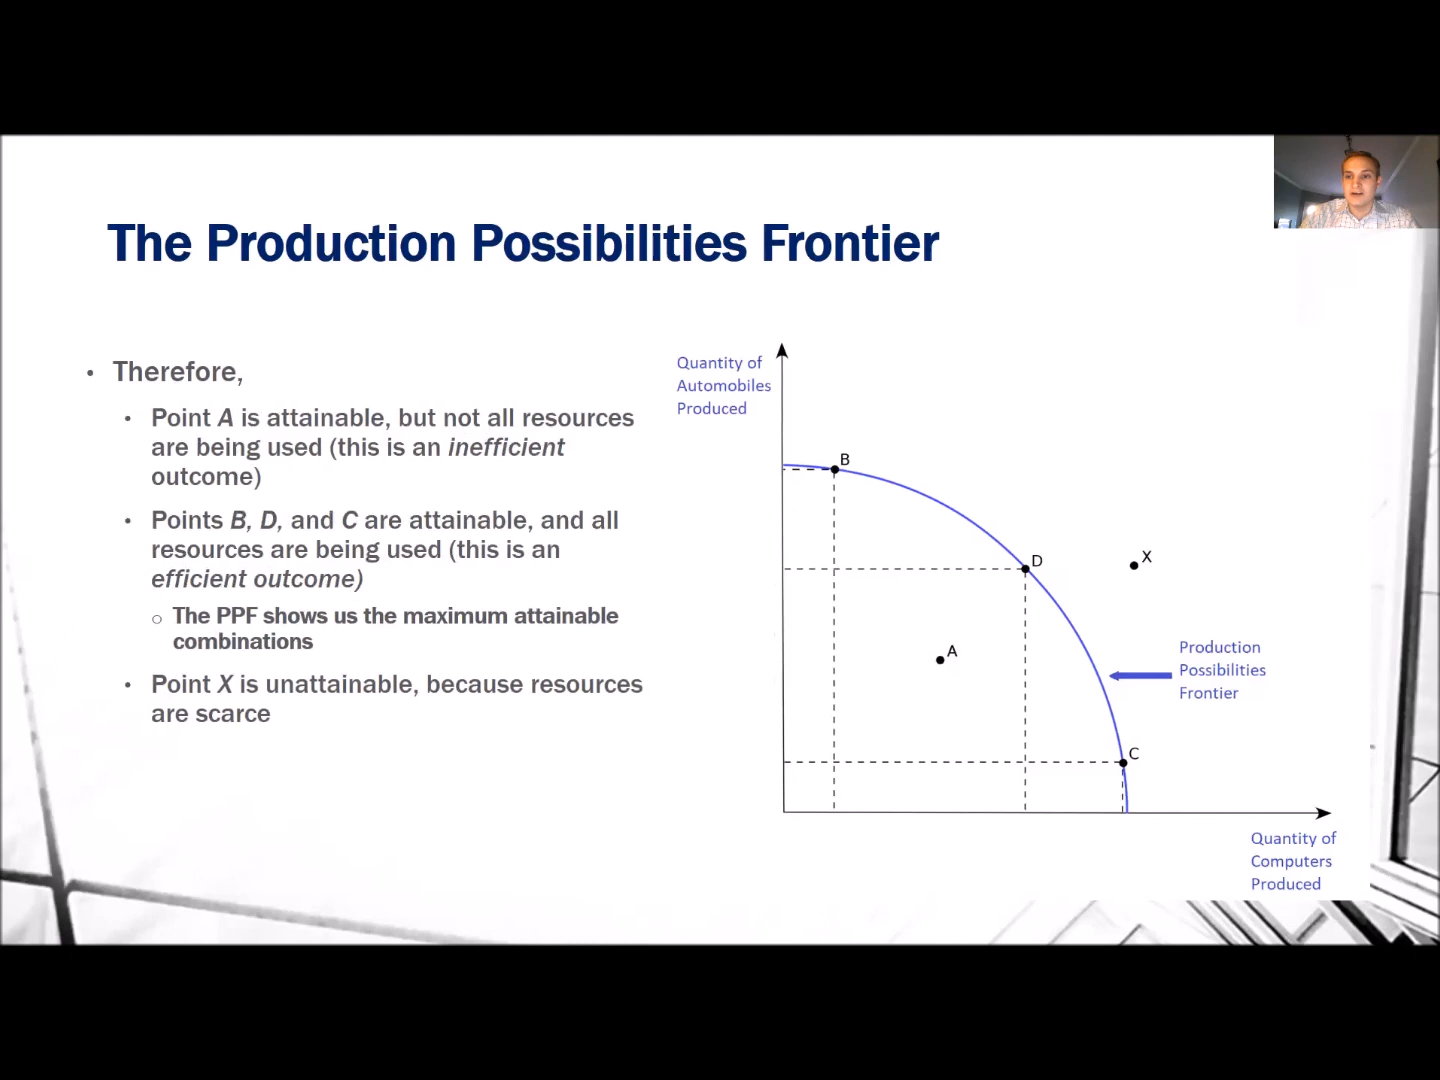 The Production Possibilities Frontier
• Therefore,
• Point A is attainable, but not all resources
are being used (this is an inefficient
outcome)
• Points B, D, and C are attainable, and all
resources are being used (this is an
efficient outcome)
○ The PPF shows us the maximum attainable
combinations
• Point X is unattainable, because resources
are scarce
Quantity of
Automobiles
Produced
B
D
X
A
Production
Possibilities
Frontier
C
Quantity of
Computers
Produced